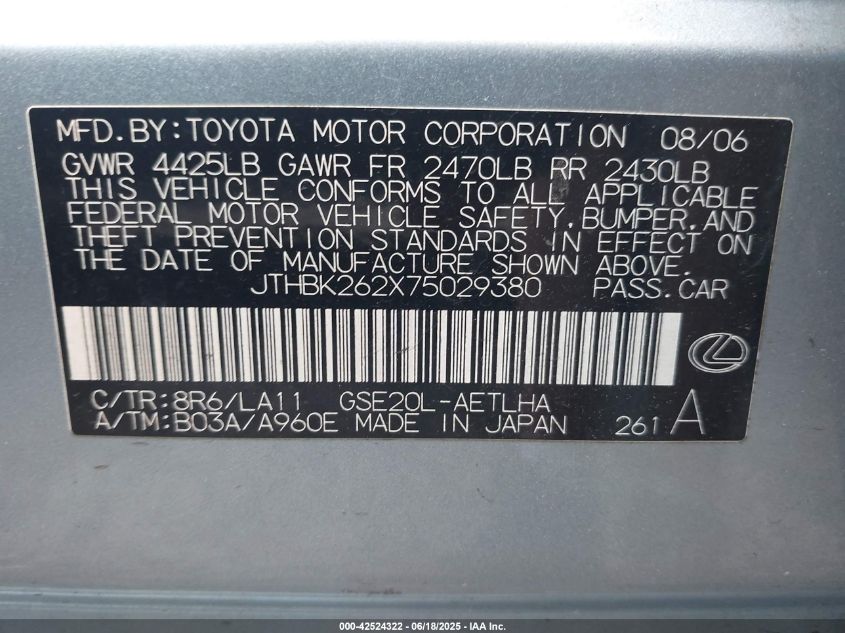 MFD.BY:TOYOTA MOTOR CORPORATION 08/06
GVWR 4425LB GAWR FR 2470LB RR 2430LB
THIS VEHICLE CONFORMS TO ALL APPLICABLE
FEDERAL MOTOR VEHICLE SAFETY,BUMPER,AND
THEFT PREVENTION STANDARDS IN EFFECT ON
THE DATE OF MANUFACTURE SHOWN ABOVE.
JTHBK262X75029380 PASS.CAR
C/TR:8R6/LA11 GSE20L-AETLHA
A/TM:B03A/A960E MADE IN JAPAN 261 A
000-42524322 - 06/18/2025 - IAA Inc.